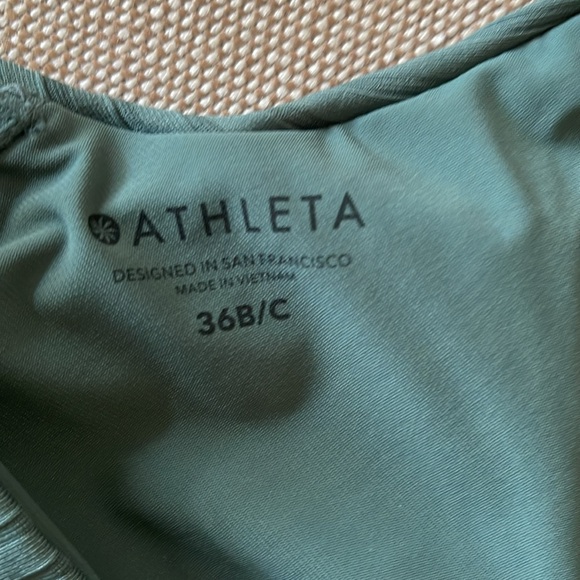 ATHLETA
DESIGNED IN SAN FRANCISCO
MADE IN VIETNAM
36B/C